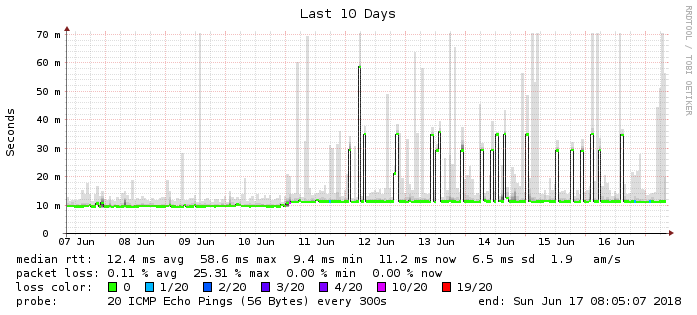 Last 10 Days
RRDTOOL / TOBI OETIKER
Seconds
70 m
60 m
50 m
40 m
30 m
20 m
10 m
0
07 Jun 08 Jun 09 Jun 10 Jun 11 Jun 12 Jun 13 Jun 14 Jun 15 Jun 16 Jun
median rtt: 12.4 ms avg 58.6 ms max 9.4 ms min 11.2 ms now 6.5 ms sd 1.9 am/s
packet loss: 0.11 % avg 25.31 % max 0.00 % min 0.00 % now
loss color: 0 1/20 2/20 3/20 4/20 10/20 19/20
probe: 20 ICMP Echo Pings (56 Bytes) every 300s end: Sun Jun 17 08:05:07 2018